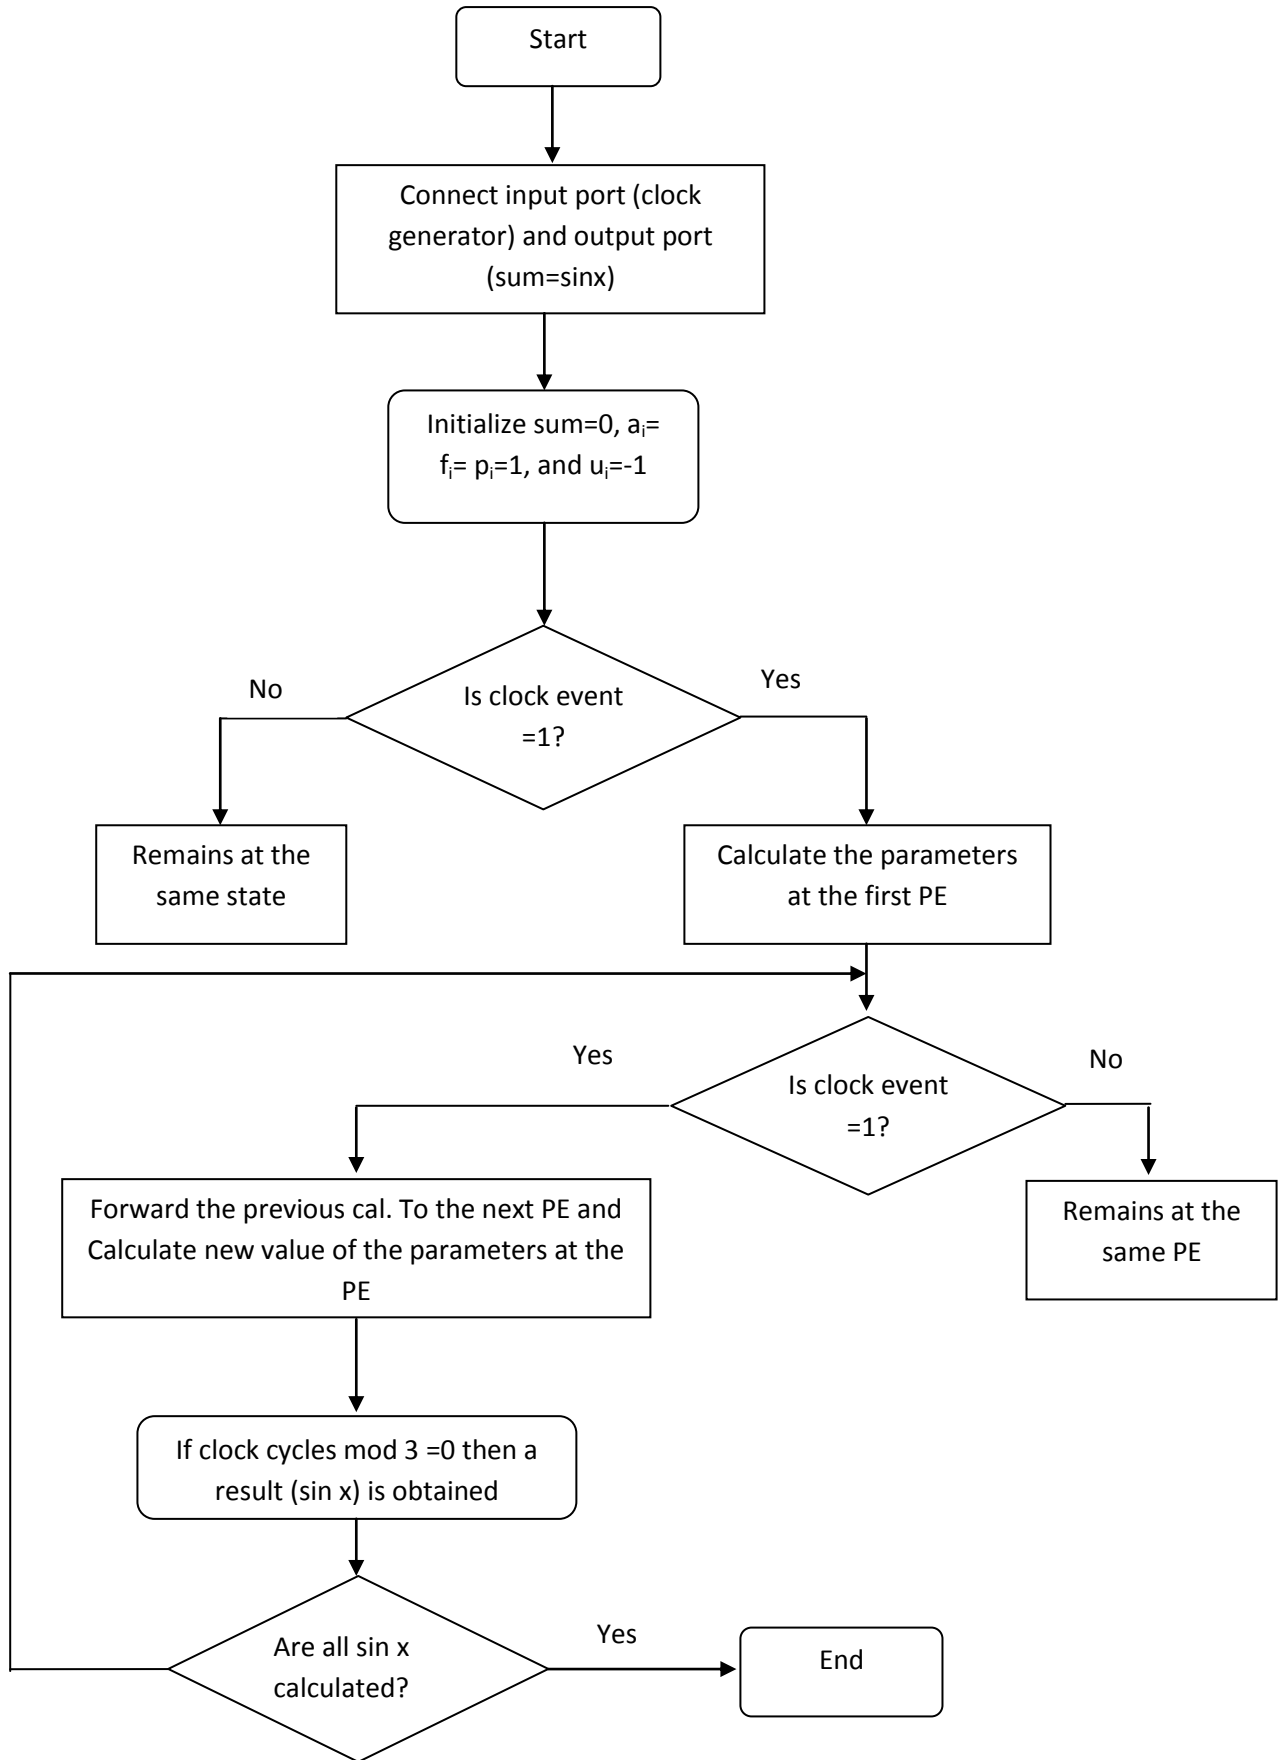 Start
Connect input port (clock
generator) and output port
(sum=sinx)
Initialize sum=0, aᵢ=
fᵢ= pᵢ=1, and uᵢ=-1
No
Yes
Is clock event
=1?
Remains at the
same state
Calculate the parameters
at the first PE
Yes
No
Is clock event
=1?
Forward the previous cal. To the next PE and
Calculate new value of the parameters at the
PE
Remains at the
same PE
If clock cycles mod 3 =0 then a
result (sin x) is obtained
Are all sin x
calculated?
Yes
End